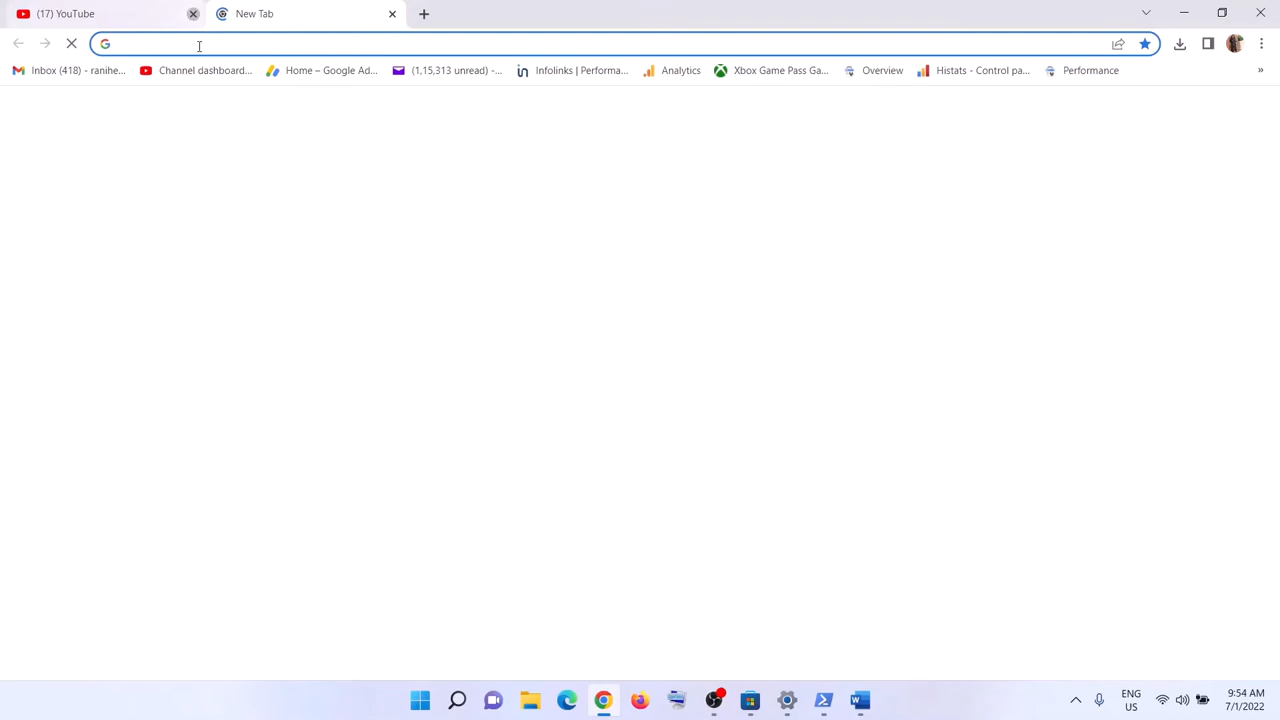 (17) YouTube
New Tab
Inbox (418) - ranihe... Channel dashboard... Home – Google Ad... (1,15,313 unread) -... Infolinks | Performa... Analytics Xbox Game Pass Ga... Overview Histats - Control pa... Performance »
ENG
US
9:54 AM
7/1/2022